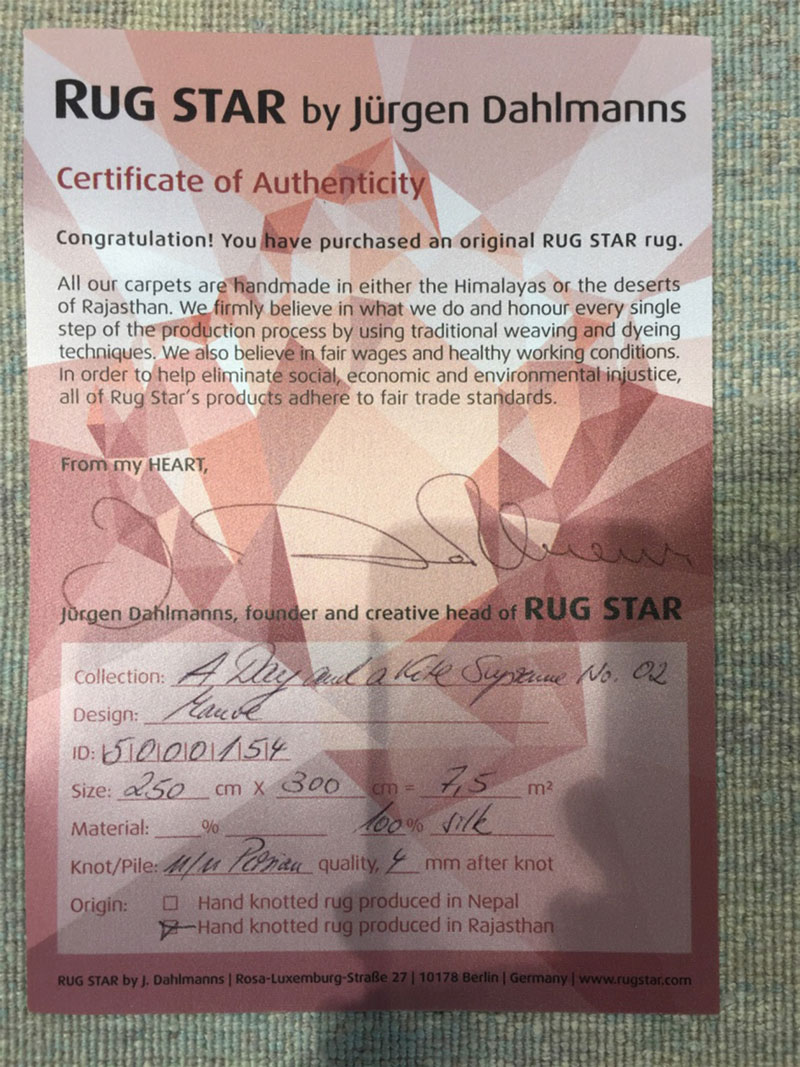 RUG STAR by Jürgen Dahlmanns
Certificate of Authenticity
Congratulation! You have purchased an original RUG STAR rug.
All our carpets are handmade in either the Himalayas or the deserts
of Rajasthan. We firmly believe in what we do and honour every single
step of the production process by using traditional weaving and dyeing
techniques. We also believe in fair wages and healthy working conditions.
In order to help eliminate social, economic and environmental injustice,
all of Rug Star's products adhere to fair trade standards.
From my HEART,
J. Dahlmanns
Jürgen Dahlmanns, founder and creative head of RUG STAR
Collection: A Day and a Kite Supreme No. 02
Design: Mauve
ID: 5000154
Size: 250 cm X 300 cm = 7,5 m²
Material: % 100% silk
Knot/Pile: Persian quality, 4 mm after knot
Origin: Hand knotted rug produced in Nepal
Hand knotted rug produced in Rajasthan
RUG STAR by J. Dahlmanns | Rosa-Luxemburg-Straße 27 | 10178 Berlin | Germany | www.rugstar.com